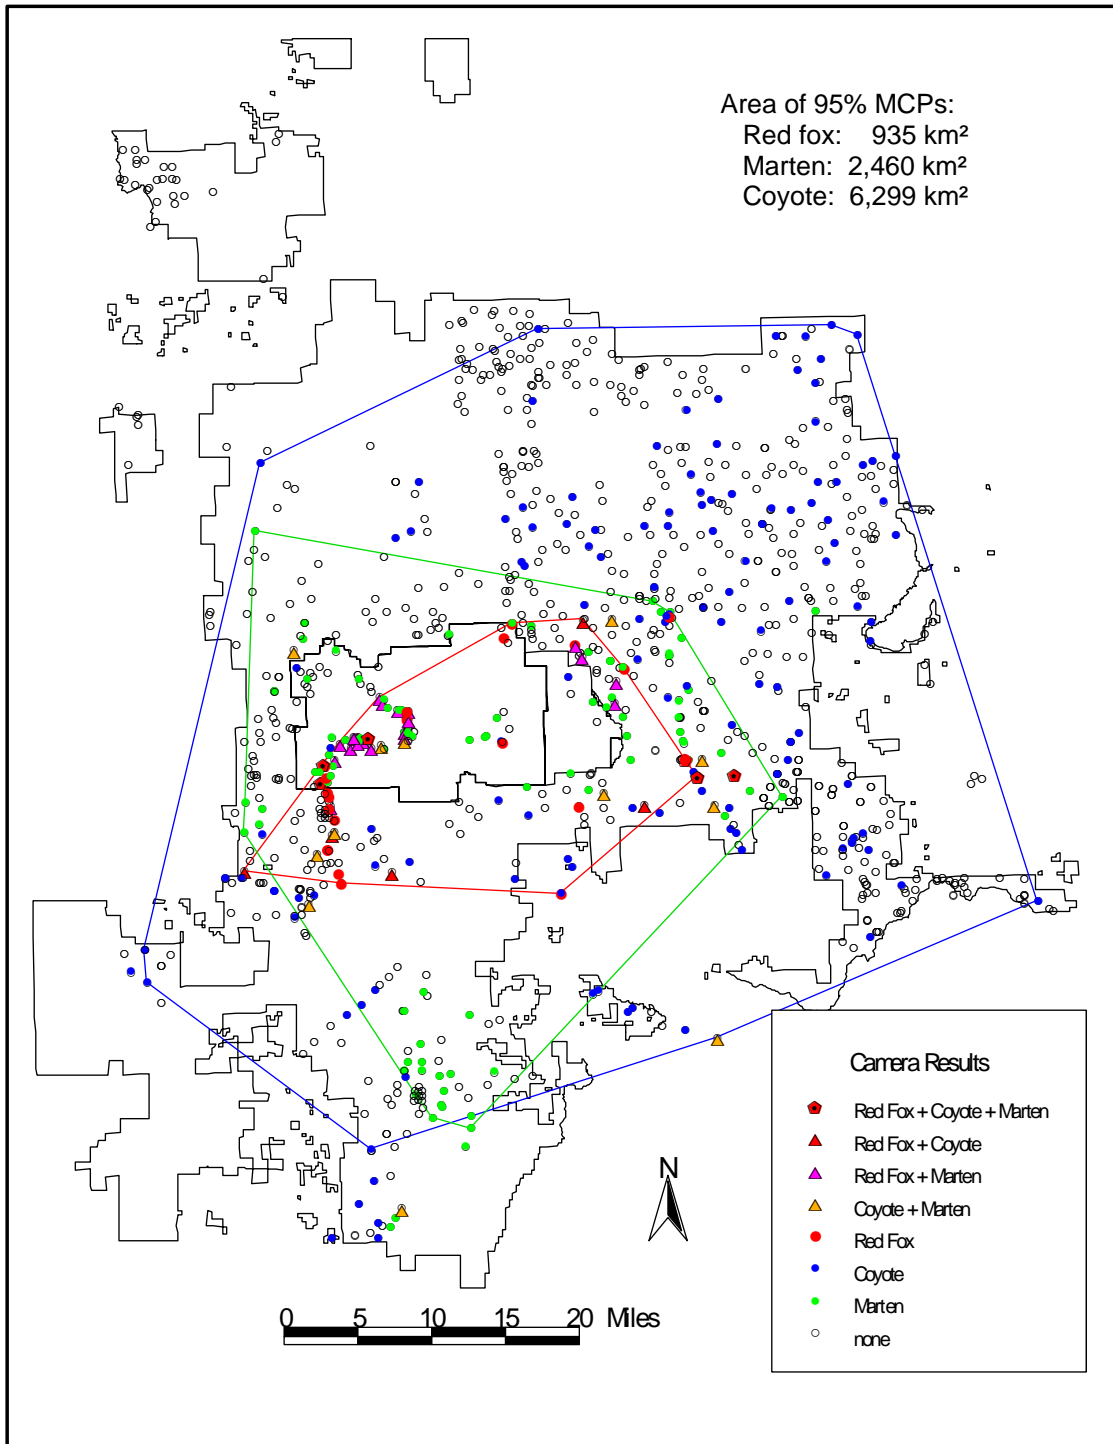 Area of 95% MCPs:
Red fox: 935 km²
Marten: 2,460 km²
Coyote: 6,299 km²
Camera Results
Red Fox + Coyote + Marten
Red Fox + Coyote
Red Fox + Marten
Coyote + Marten
Red Fox
Coyote
Marten
none
N
0 5 10 15 20 Miles